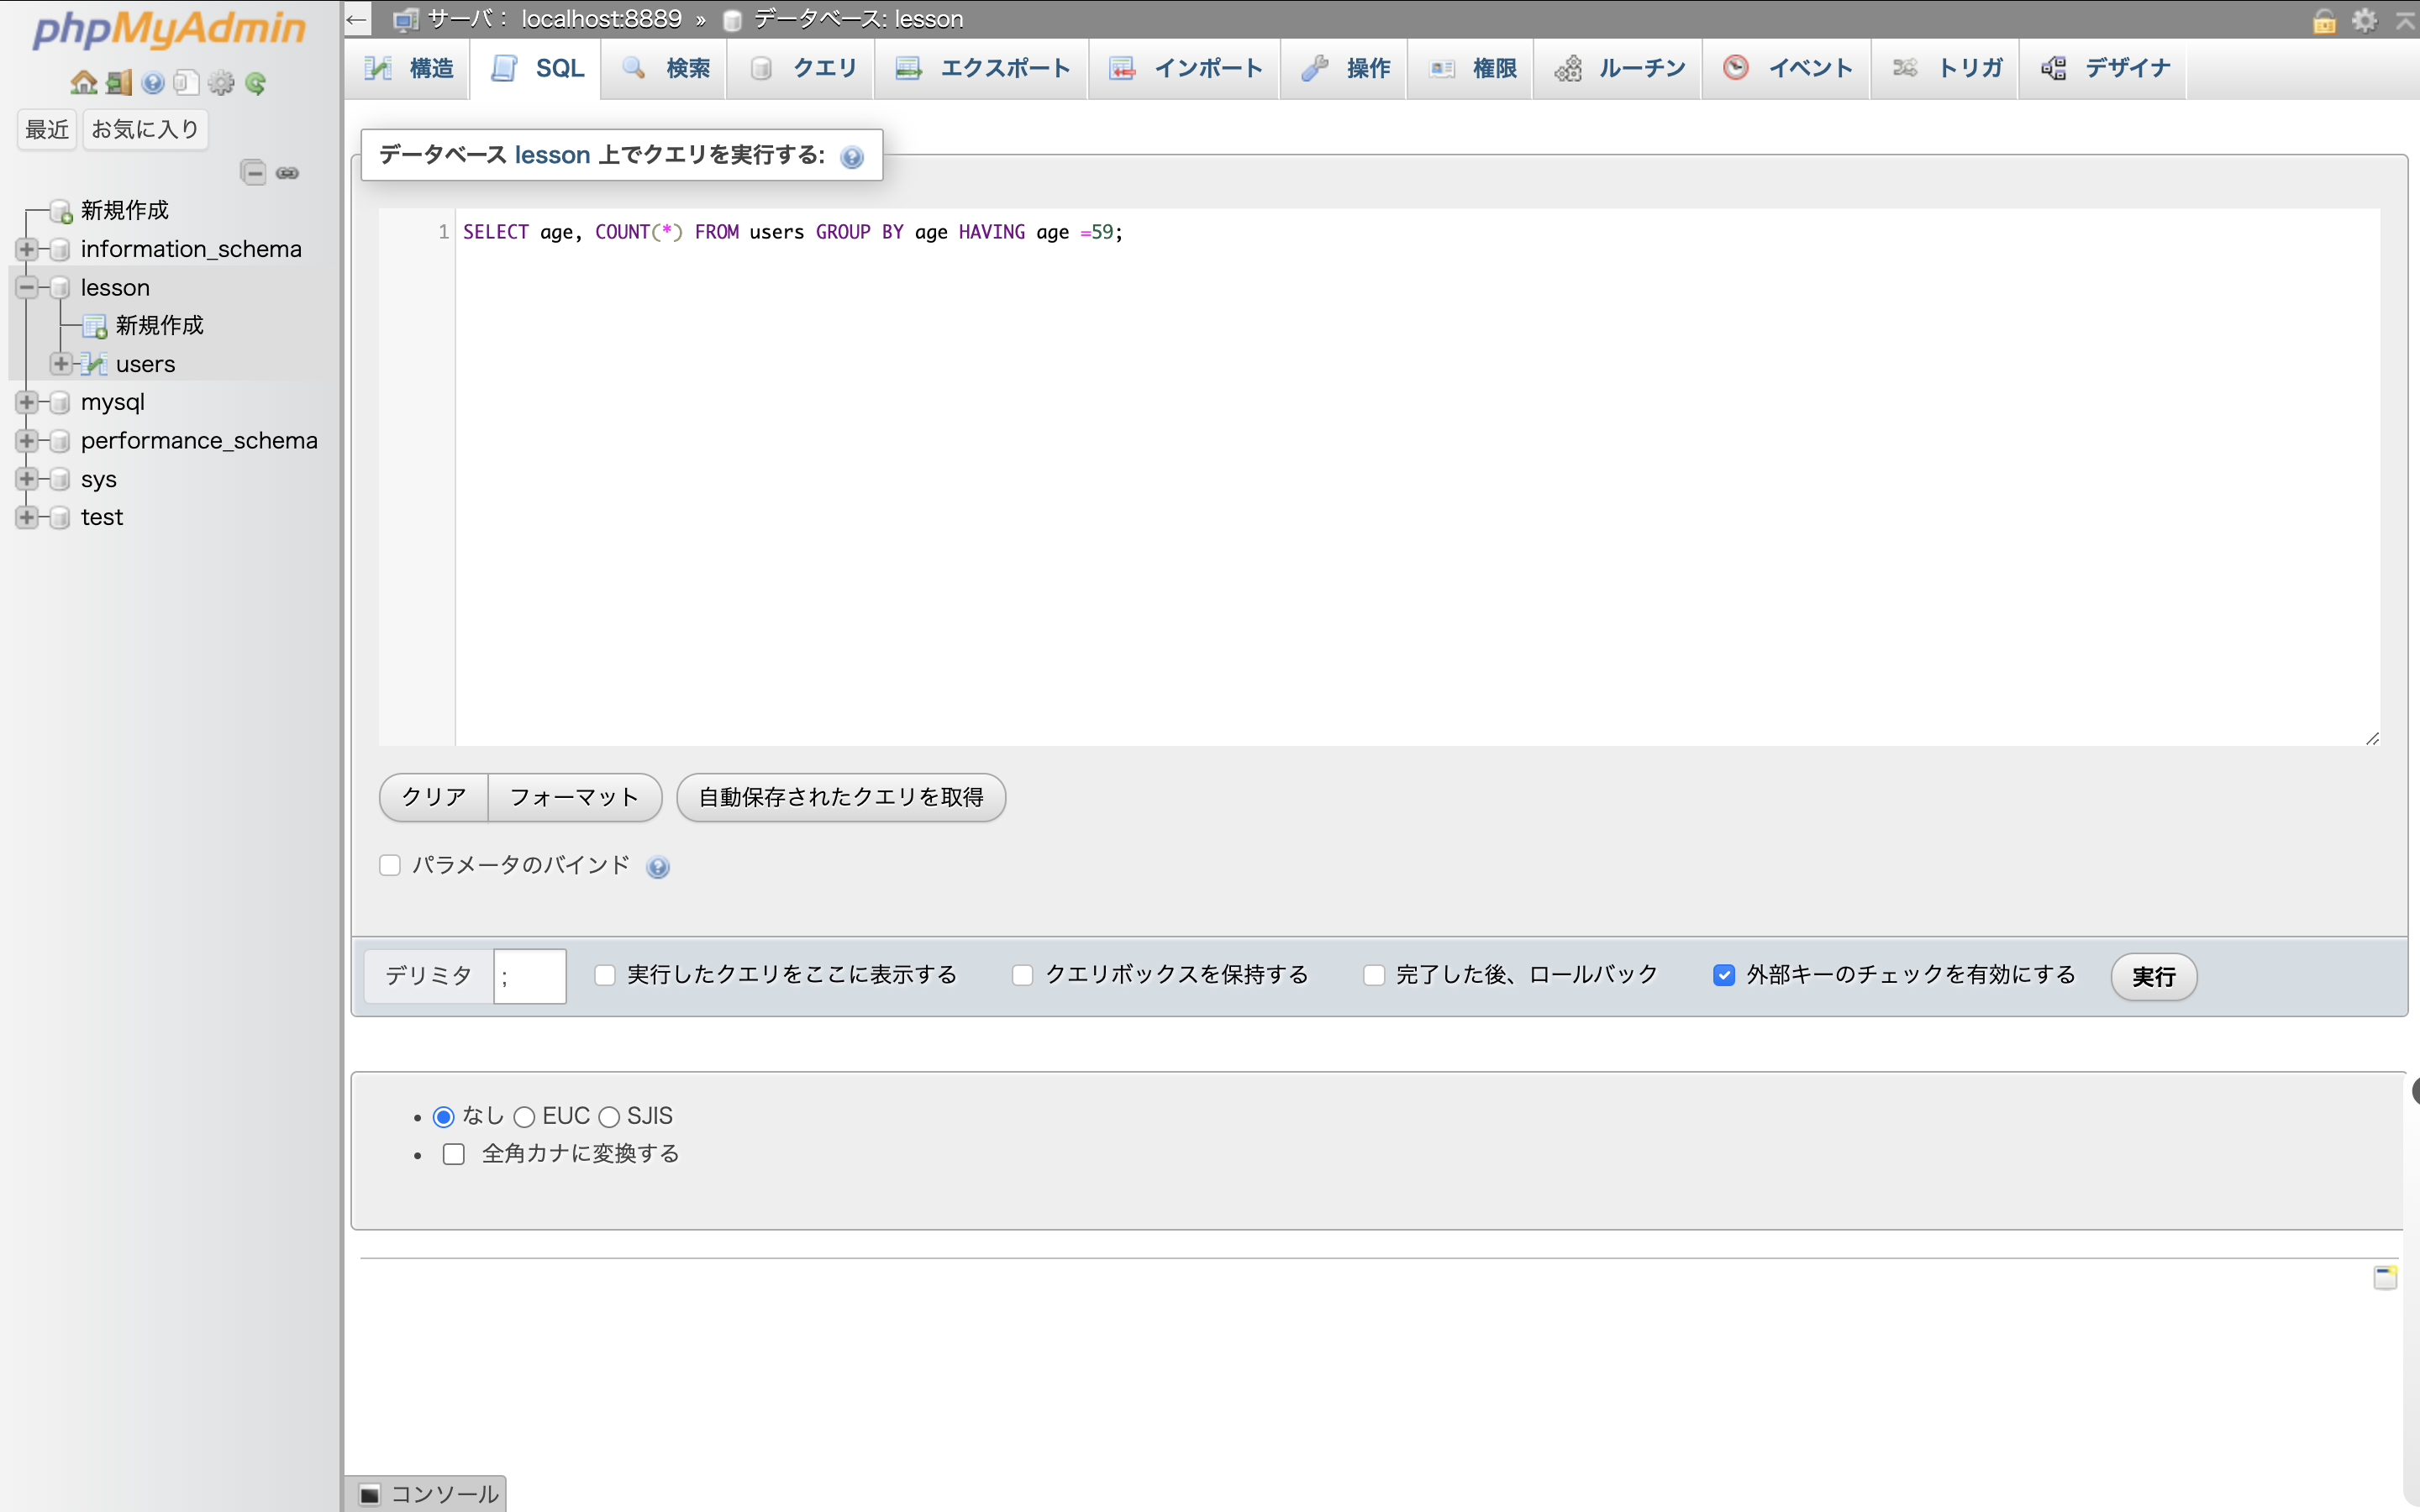 phpMyAdmin
最近 お気に入り
新規作成
information_schema
lesson
新規作成
users
mysql
performance_schema
sys
test
← サーバ： localhost:8889 » データベース: lesson
構造 SQL 検索 クエリ エクスポート インポート 操作 権限 ルーチン イベント トリガ デザイナ
データベース lesson 上でクエリを実行する:
1 SELECT age, COUNT(*) FROM users GROUP BY age HAVING age =59;
クリア フォーマット 自動保存されたクエリを取得
パラメータのバインド
デリミタ ; 実行したクエリをここに表示する クエリボックスを保持する 完了した後、ロールバック 外部キーのチェックを有効にする 実行
• なし EUC SJIS
• 全角カナに変換する
コンソール